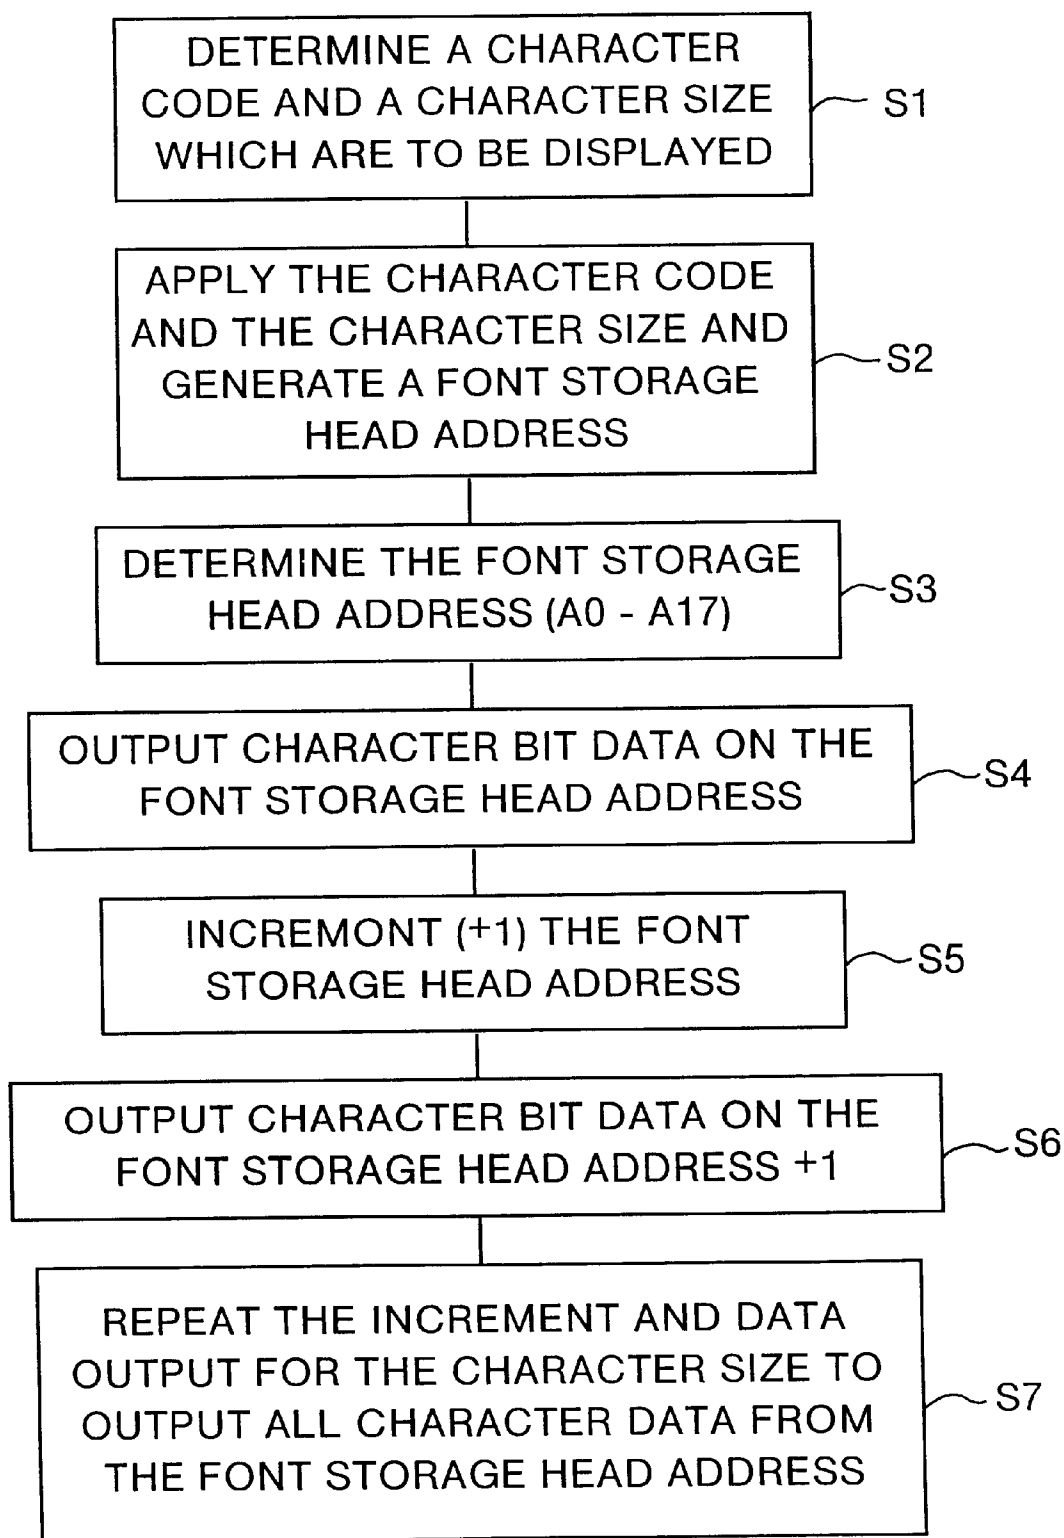 DETERMINE A CHARACTER
CODE AND A CHARACTER SIZE
WHICH ARE TO BE DISPLAYED
S1
APPLY THE CHARACTER CODE
AND THE CHARACTER SIZE AND
GENERATE A FONT STORAGE
HEAD ADDRESS
S2
DETERMINE THE FONT STORAGE
HEAD ADDRESS (A0 - A17)
S3
OUTPUT CHARACTER BIT DATA ON THE
FONT STORAGE HEAD ADDRESS
S4
INCREMONT (+1) THE FONT
STORAGE HEAD ADDRESS
S5
OUTPUT CHARACTER BIT DATA ON THE
FONT STORAGE HEAD ADDRESS +1
S6
REPEAT THE INCREMENT AND DATA
OUTPUT FOR THE CHARACTER SIZE TO
OUTPUT ALL CHARACTER DATA FROM
THE FONT STORAGE HEAD ADDRESS
S7